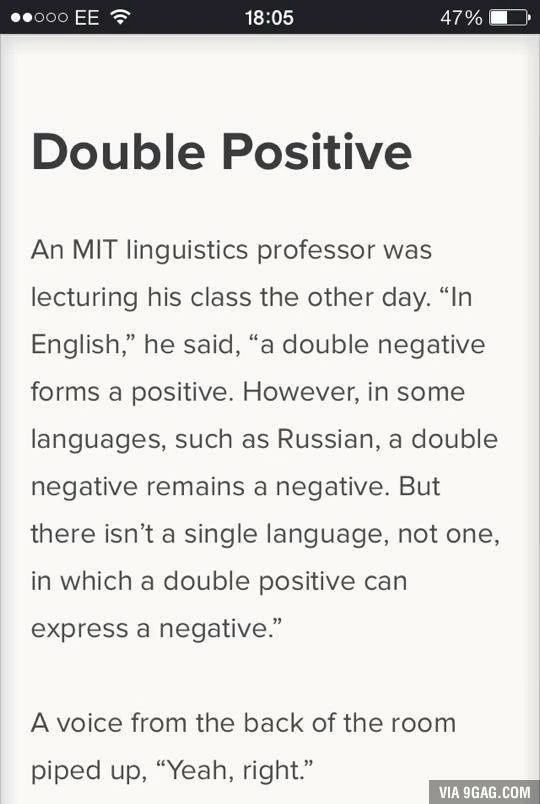 EE 18:05 47%
Double Positive
An MIT linguistics professor was
lecturing his class the other day. “In
English,” he said, “a double negative
forms a positive. However, in some
languages, such as Russian, a double
negative remains a negative. But
there isn’t a single language, not one,
in which a double positive can
express a negative.”
A voice from the back of the room
piped up, “Yeah, right.”
VIA 9GAG.COM